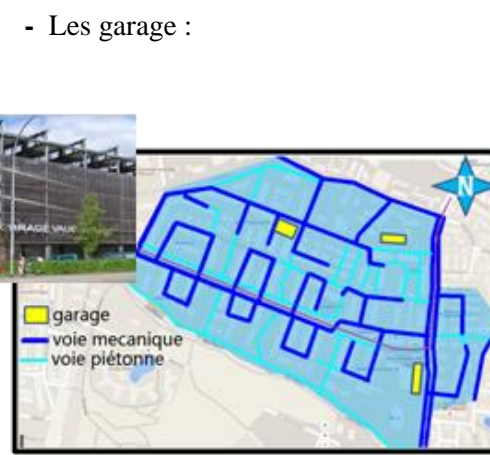 - Les garage :
N
garage
voie mecanique
voie piétonne